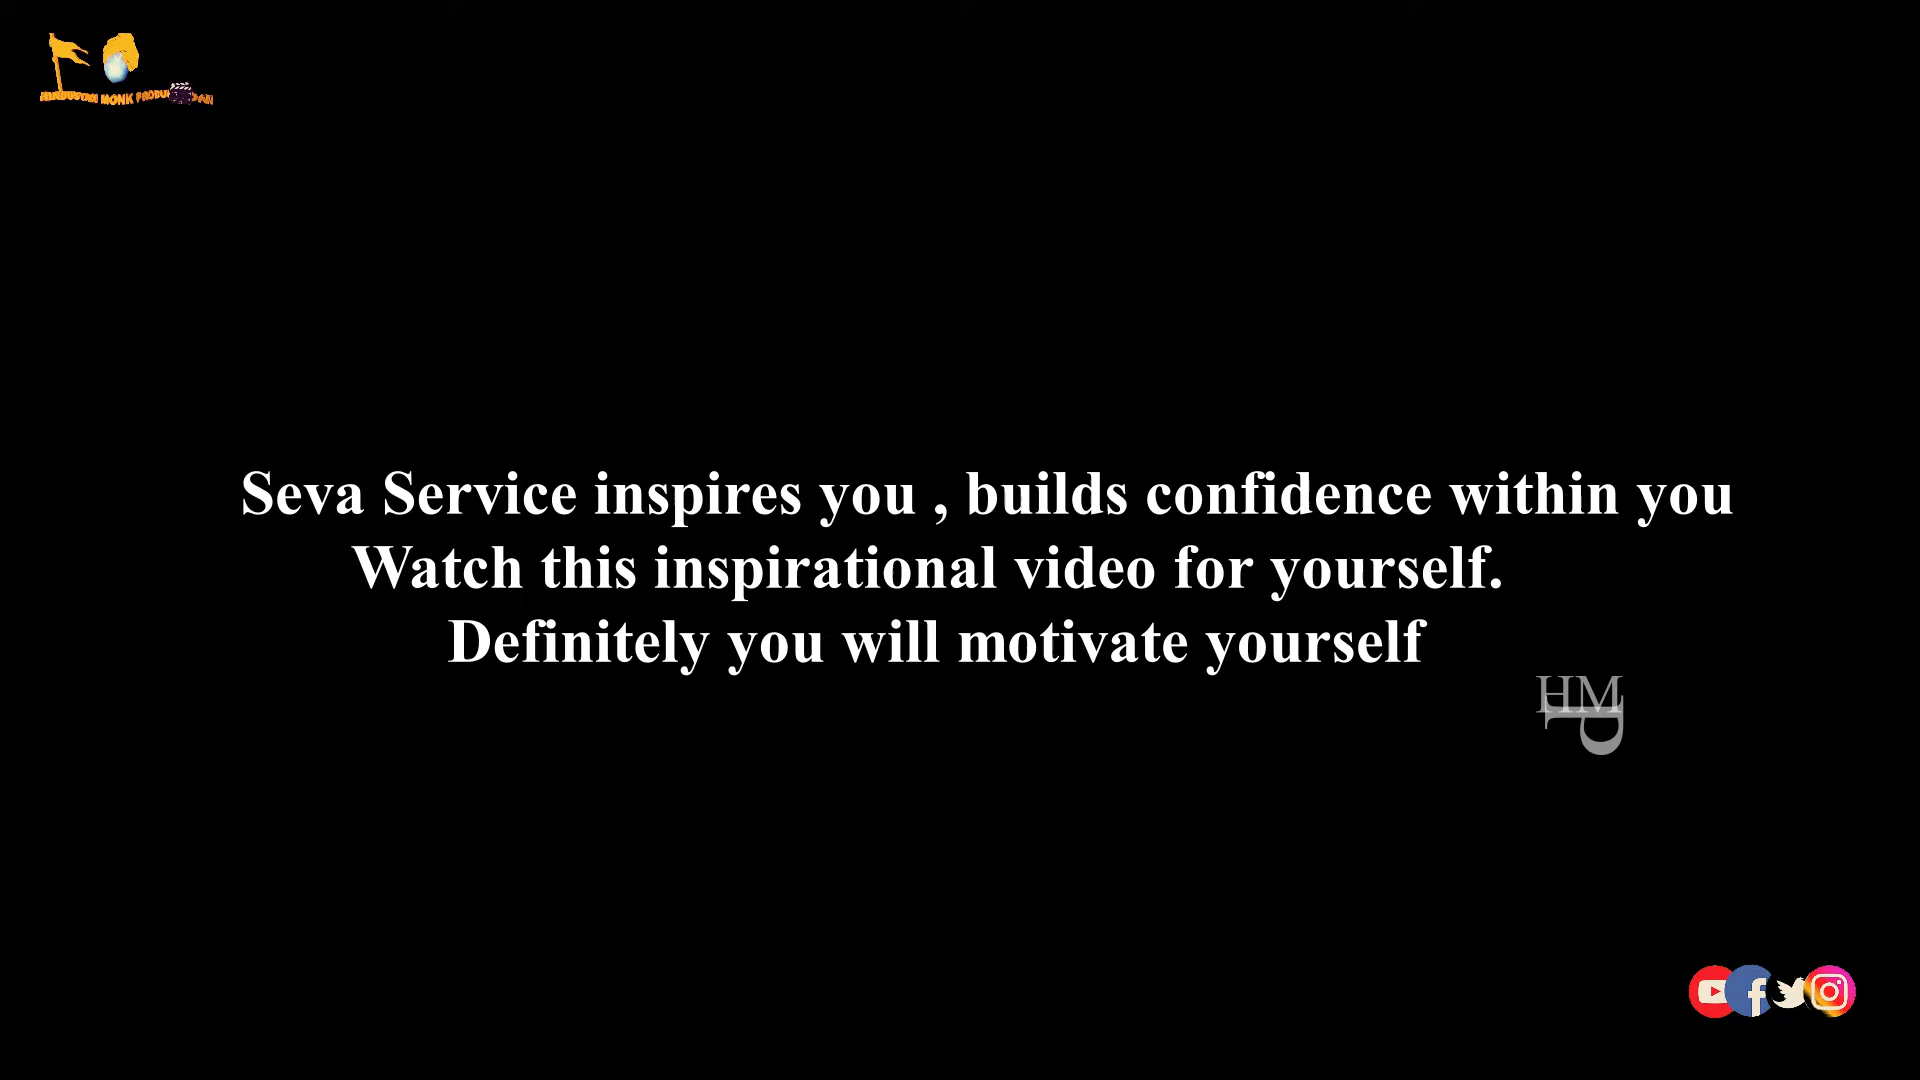 Seva Service inspires you , builds confidence within you
Watch this inspirational video for yourself.
Definitely you will motivate yourself
HM
P